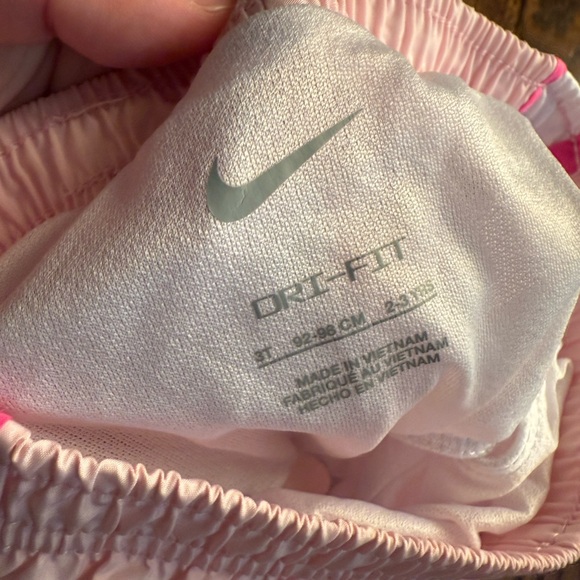 DRI-FIT
3T 92-98 CM 2-3 YRS
MADE IN VIETNAM
FABRIQUÉ AU VIETNAM
HECHO EN VIETNAM